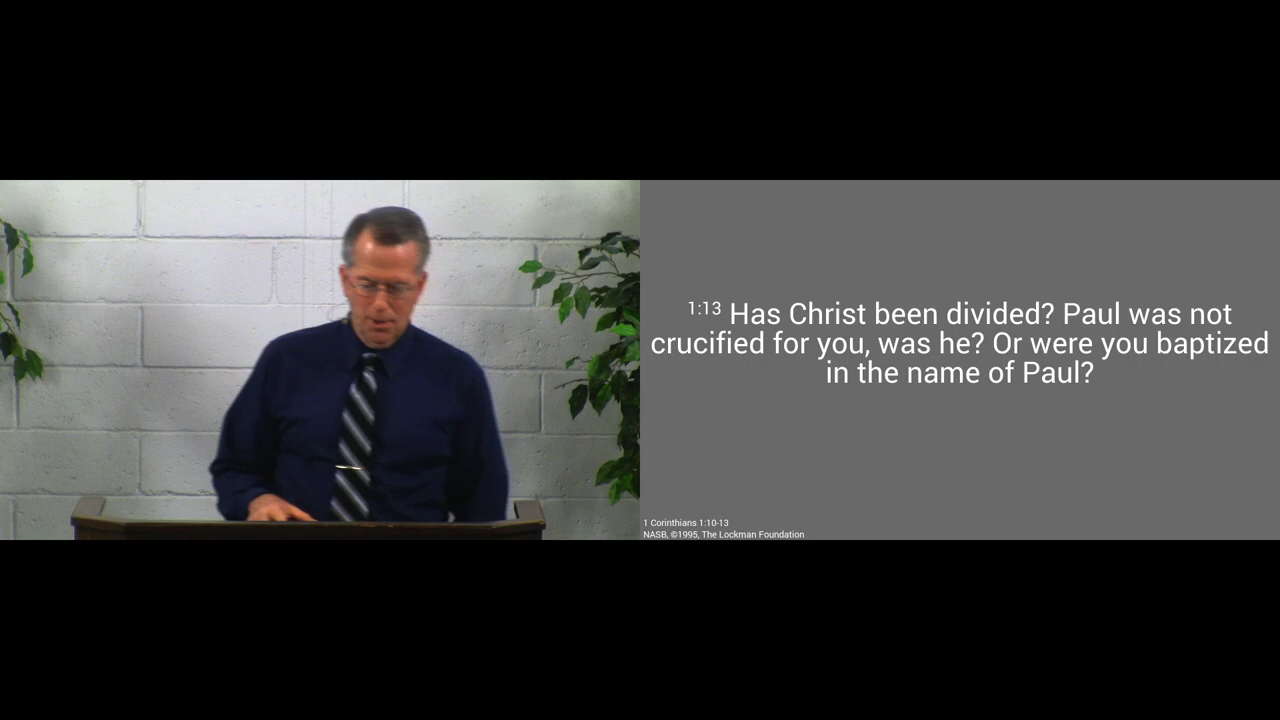 1:13 Has Christ been divided? Paul was not
crucified for you, was he? Or were you baptized
in the name of Paul?
1 Corinthians 1:10-13
NASB, ©1995, The Lockman Foundation